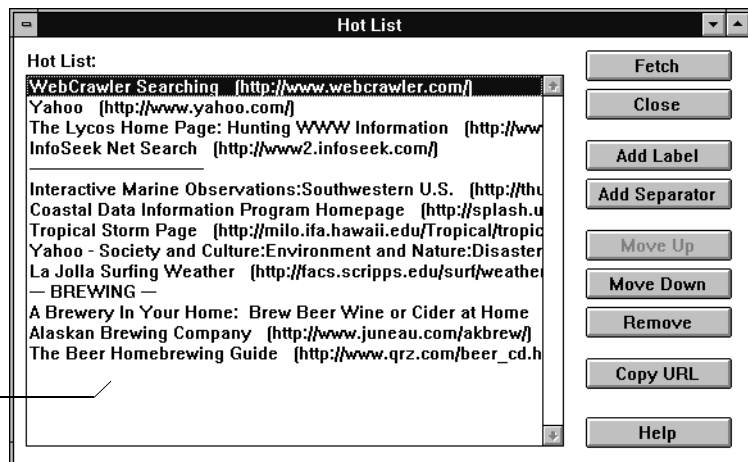 Hot List
Hot List:
WebCrawler Searching (http://www.webcrawler.com/)
Yahoo (http://www.yahoo.com/)
The Lycos Home Page: Hunting WWW Information (http://ww
InfoSeek Net Search (http://www2.infoseek.com/)
Interactive Marine Observations:Southwestern U.S. (http://thu
Coastal Data Information Program Homepage (http://splash.u
Tropical Storm Page (http://milo.ifa.hawaii.edu/Tropical/tropic
Yahoo - Society and Culture:Environment and Nature:Disaster
La Jolla Surfing Weather (http://facs.scripps.edu/surf/weathe
— BREWING —
A Brewery In Your Home: Brew Beer Wine or Cider at Home
Alaskan Brewing Company (http://www.juneau.com/akbrew/)
The Beer Homebrewing Guide (http://www.qrz.com/beer_cd.h
Fetch
Close
Add Label
Add Separator
Move Up
Move Down
Remove
Copy URL
Help